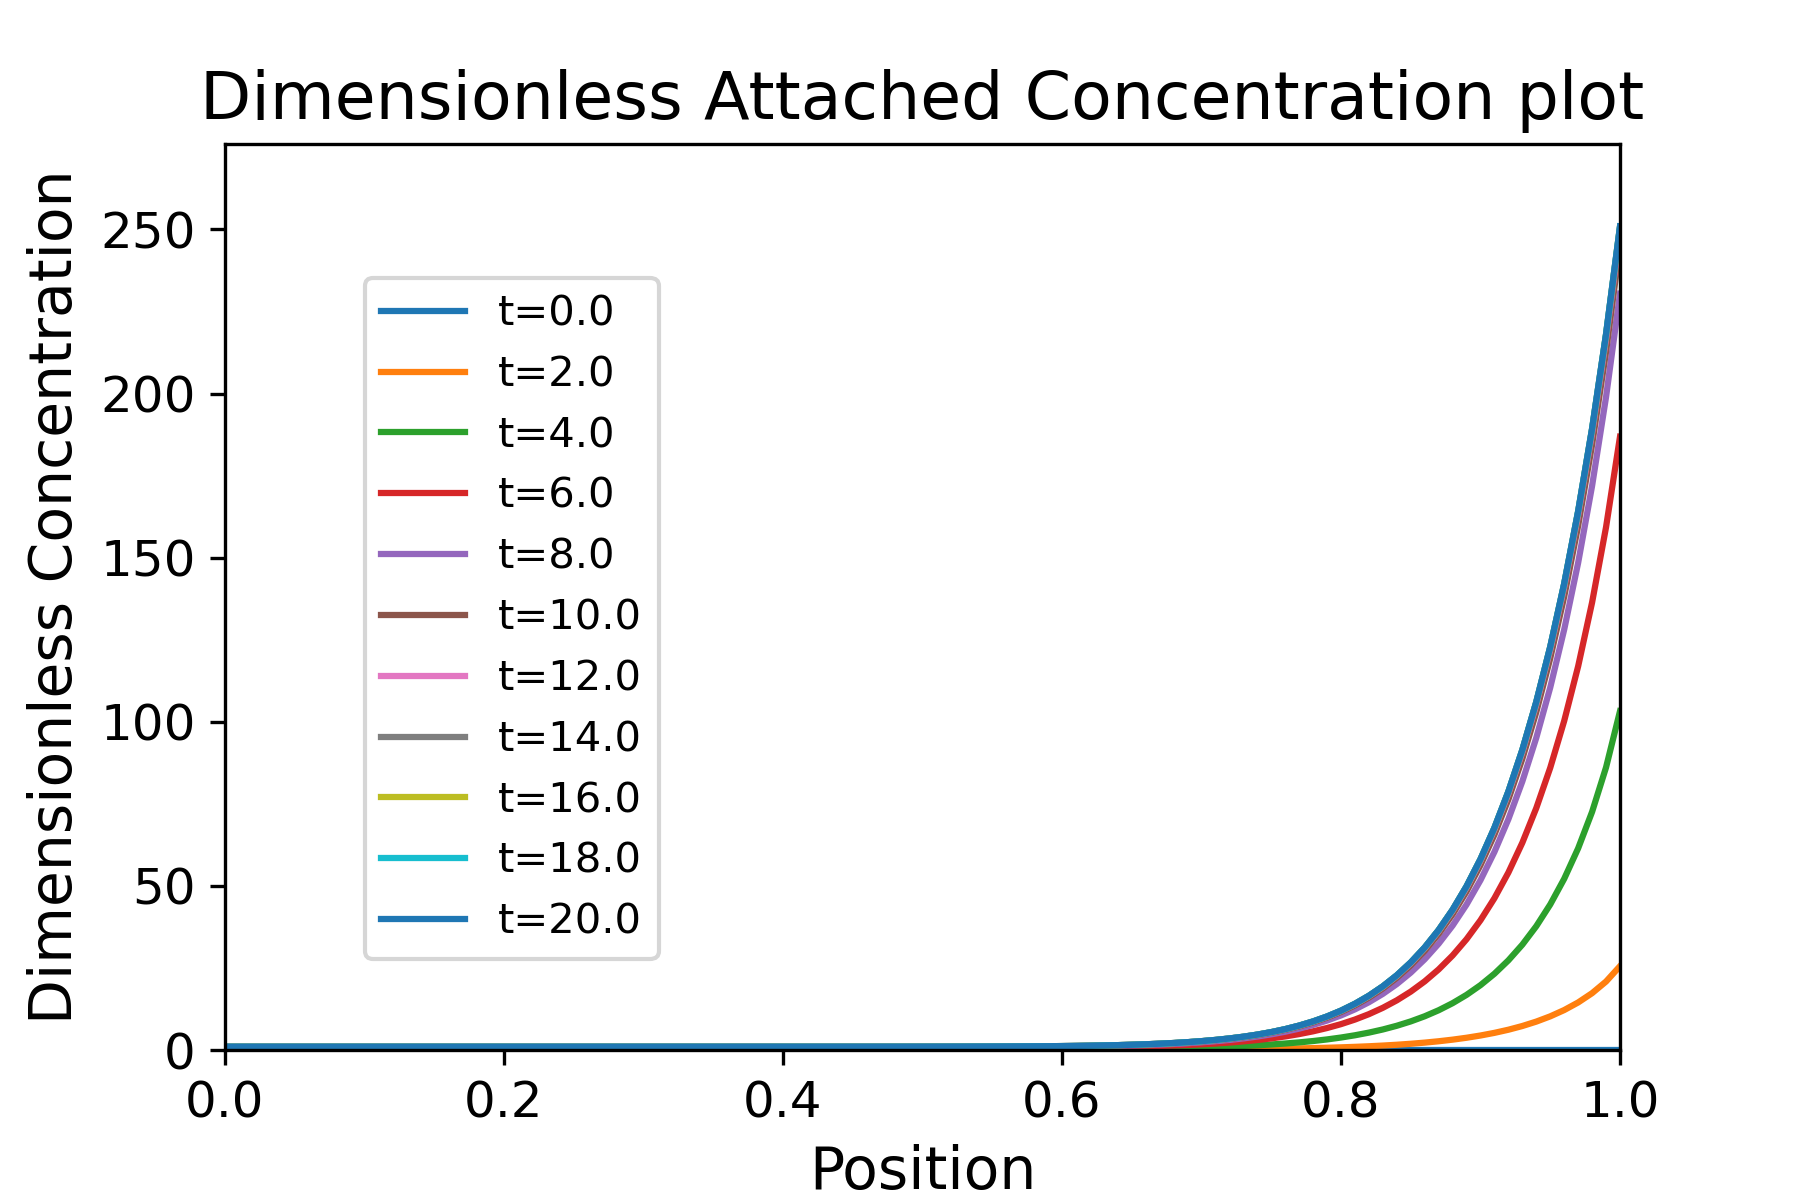 Dimensionless Attached Concentration plot
Dimensionless Concentration
250
200
150
100
50
0
t=0.0
t=2.0
t=4.0
t=6.0
t=8.0
t=10.0
t=12.0
t=14.0
t=16.0
t=18.0
t=20.0
0.0 0.2 0.4 0.6 0.8 1.0
Position